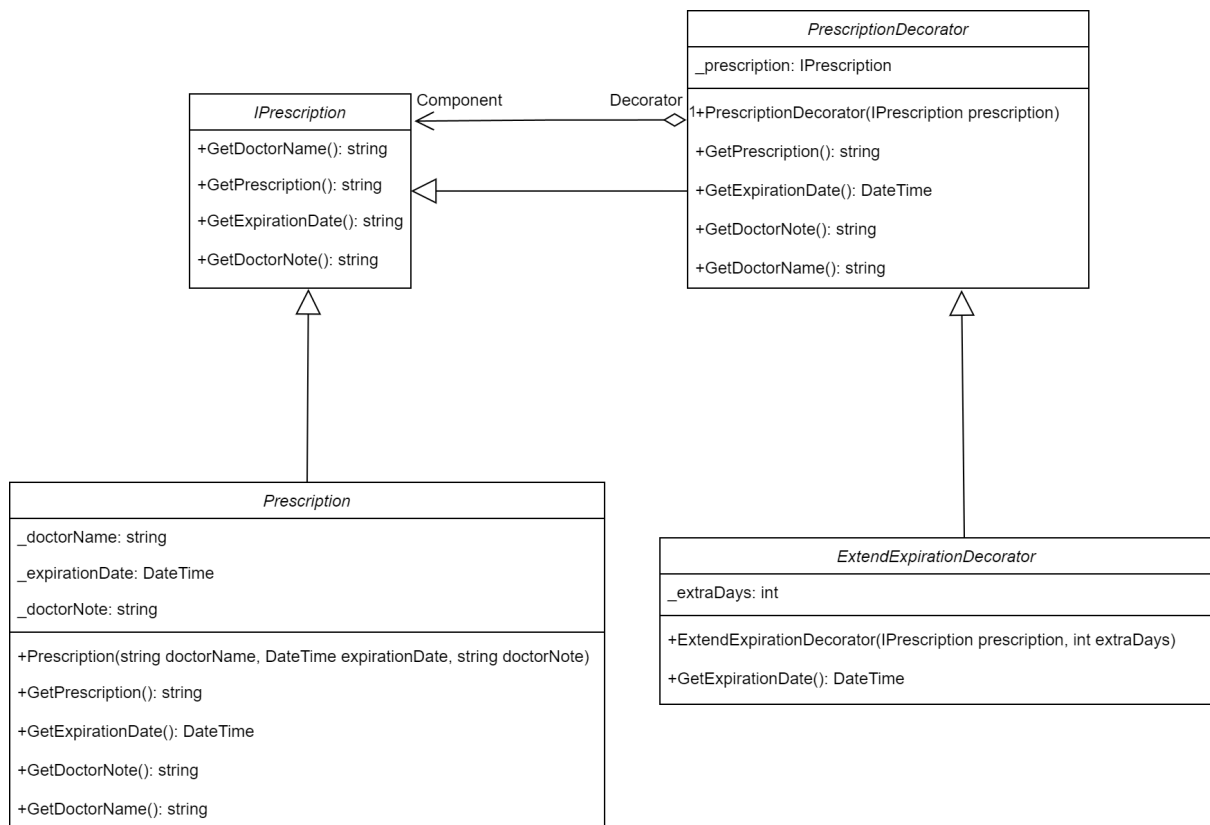 PrescriptionDecorator
_prescription: IPrescription
1
+PrescriptionDecorator(IPrescription prescription)
+GetPrescription(): string
+GetExpirationDate(): DateTime
+GetDoctorNote(): string
+GetDoctorName(): string
Component
Decorator
IPrescription
+GetDoctorName(): string
+GetPrescription(): string
+GetExpirationDate(): string
+GetDoctorNote(): string
Prescription
_doctorName: string
_expirationDate: DateTime
_doctorNote: string
+Prescription(string doctorName, DateTime expirationDate, string doctorNote)
+GetPrescription(): string
+GetExpirationDate(): DateTime
+GetDoctorNote(): string
+GetDoctorName(): string
ExtendExpirationDecorator
_extraDays: int
+ExtendExpirationDecorator(IPrescription prescription, int extraDays)
+GetExpirationDate(): DateTime